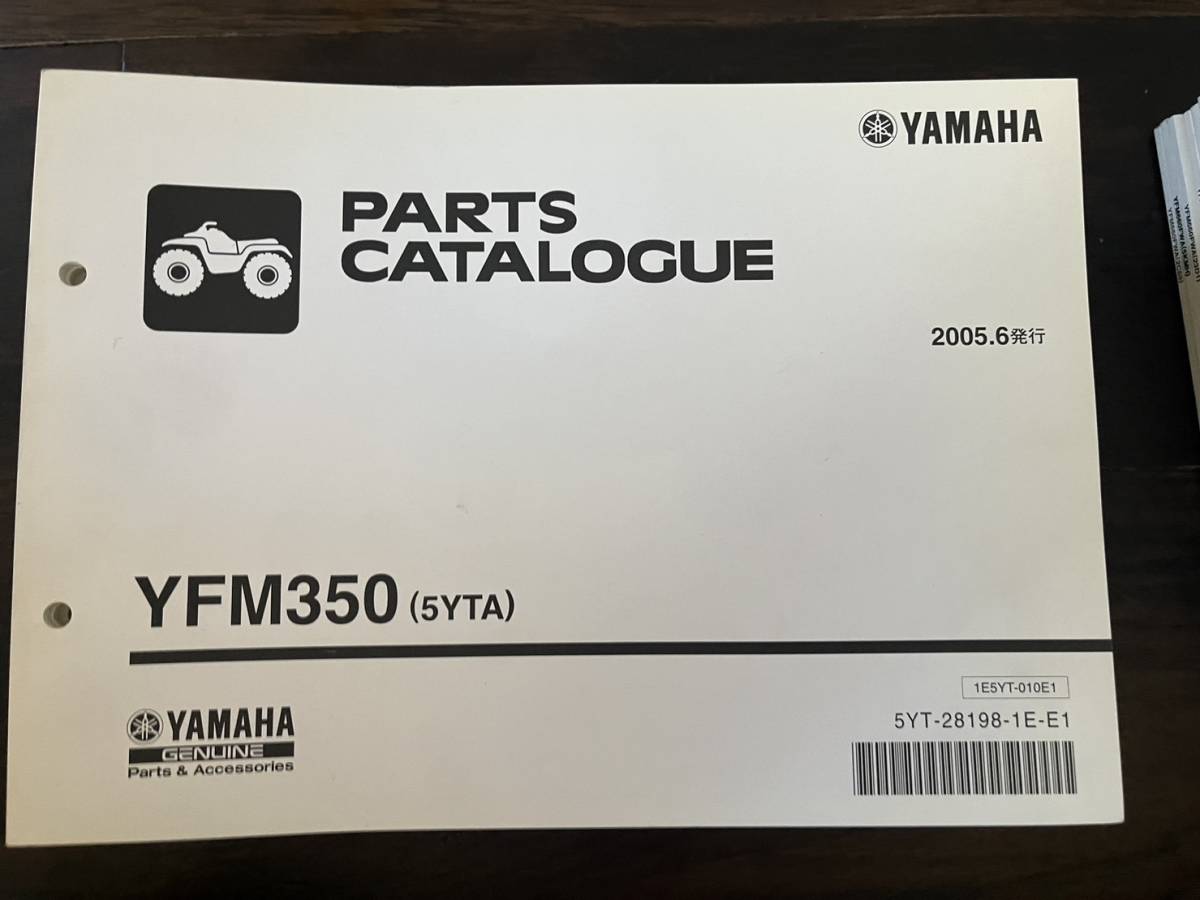 YAMAHA
PARTS
CATALOGUE
2005.6発行
YFM350 (5YTA)
1E5YT-010E1
5YT-28198-1E-E1
YAMAHA
GENUINE
Parts & Accessories